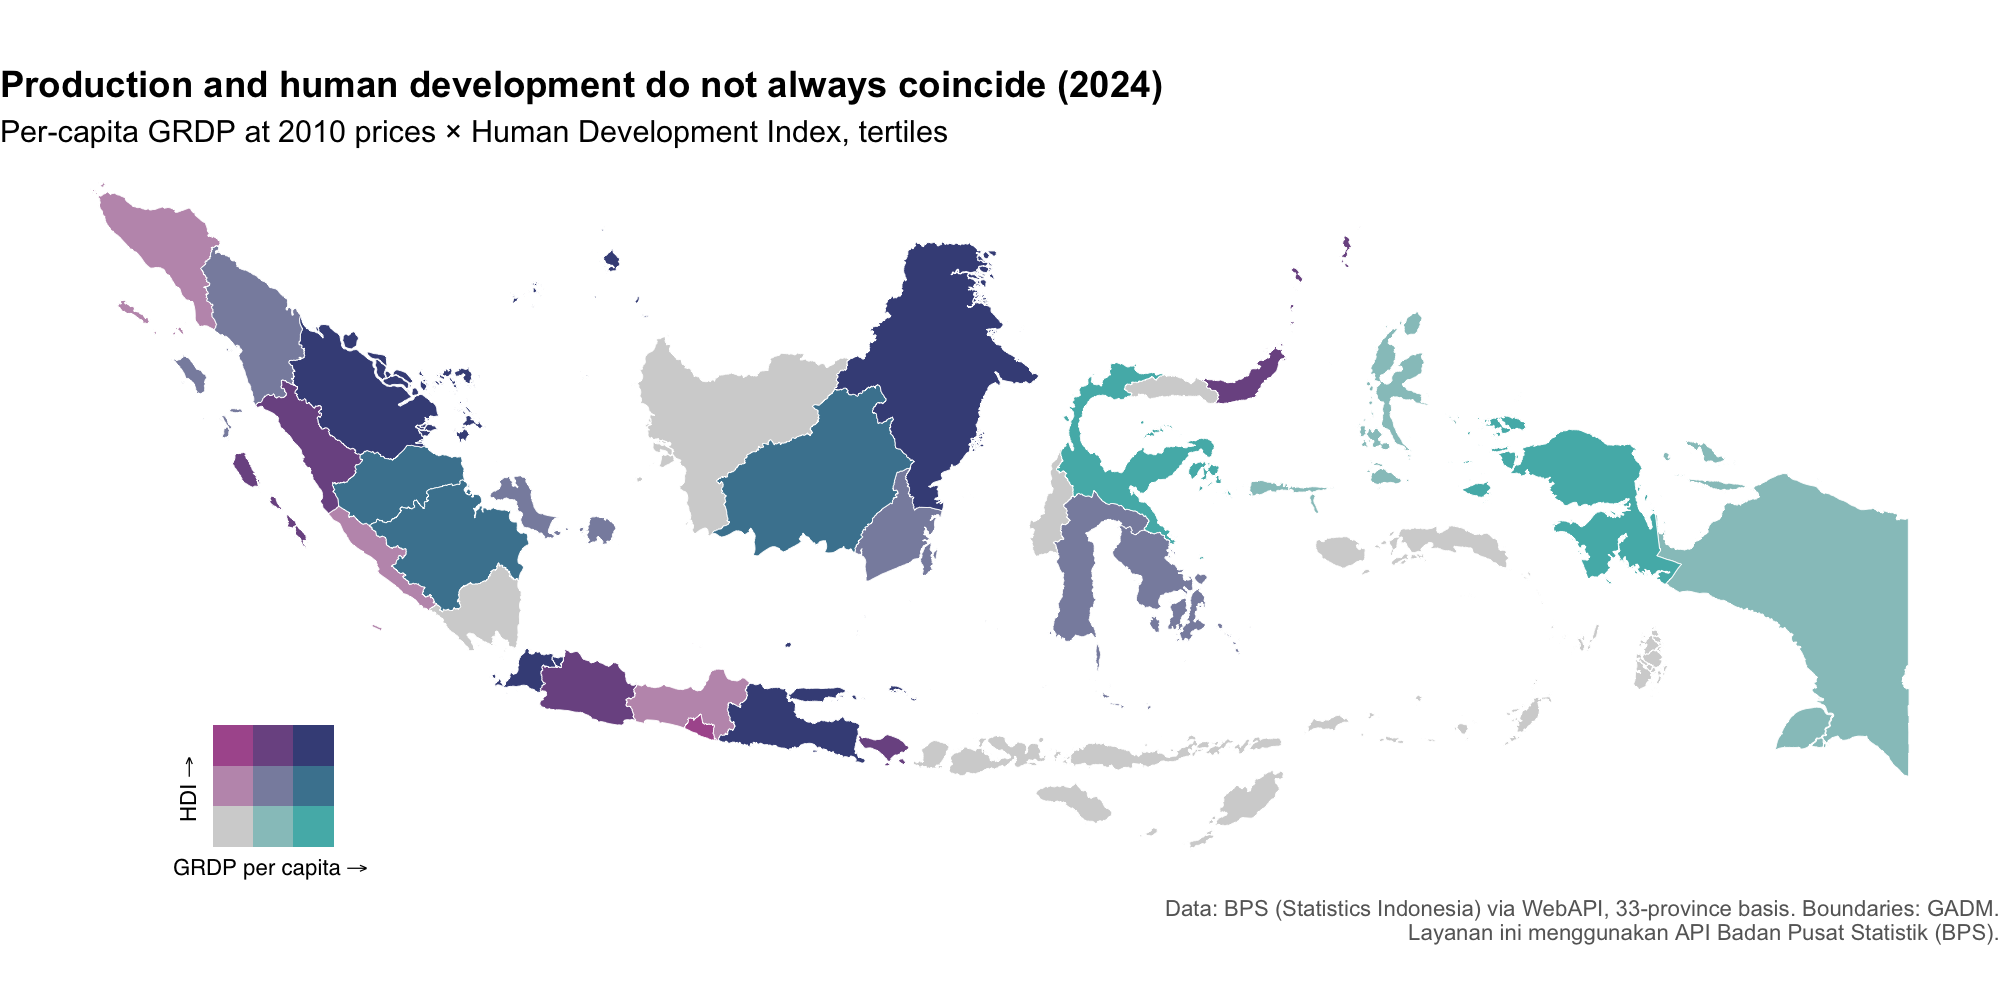 Production and human development do not always coincide (2024)
Per-capita GRDP at 2010 prices × Human Development Index, tertiles
HDI →
GRDP per capita →
Data: BPS (Statistics Indonesia) via WebAPI, 33-province basis. Boundaries: GADM.
Layanan ini menggunakan API Badan Pusat Statistik (BPS).